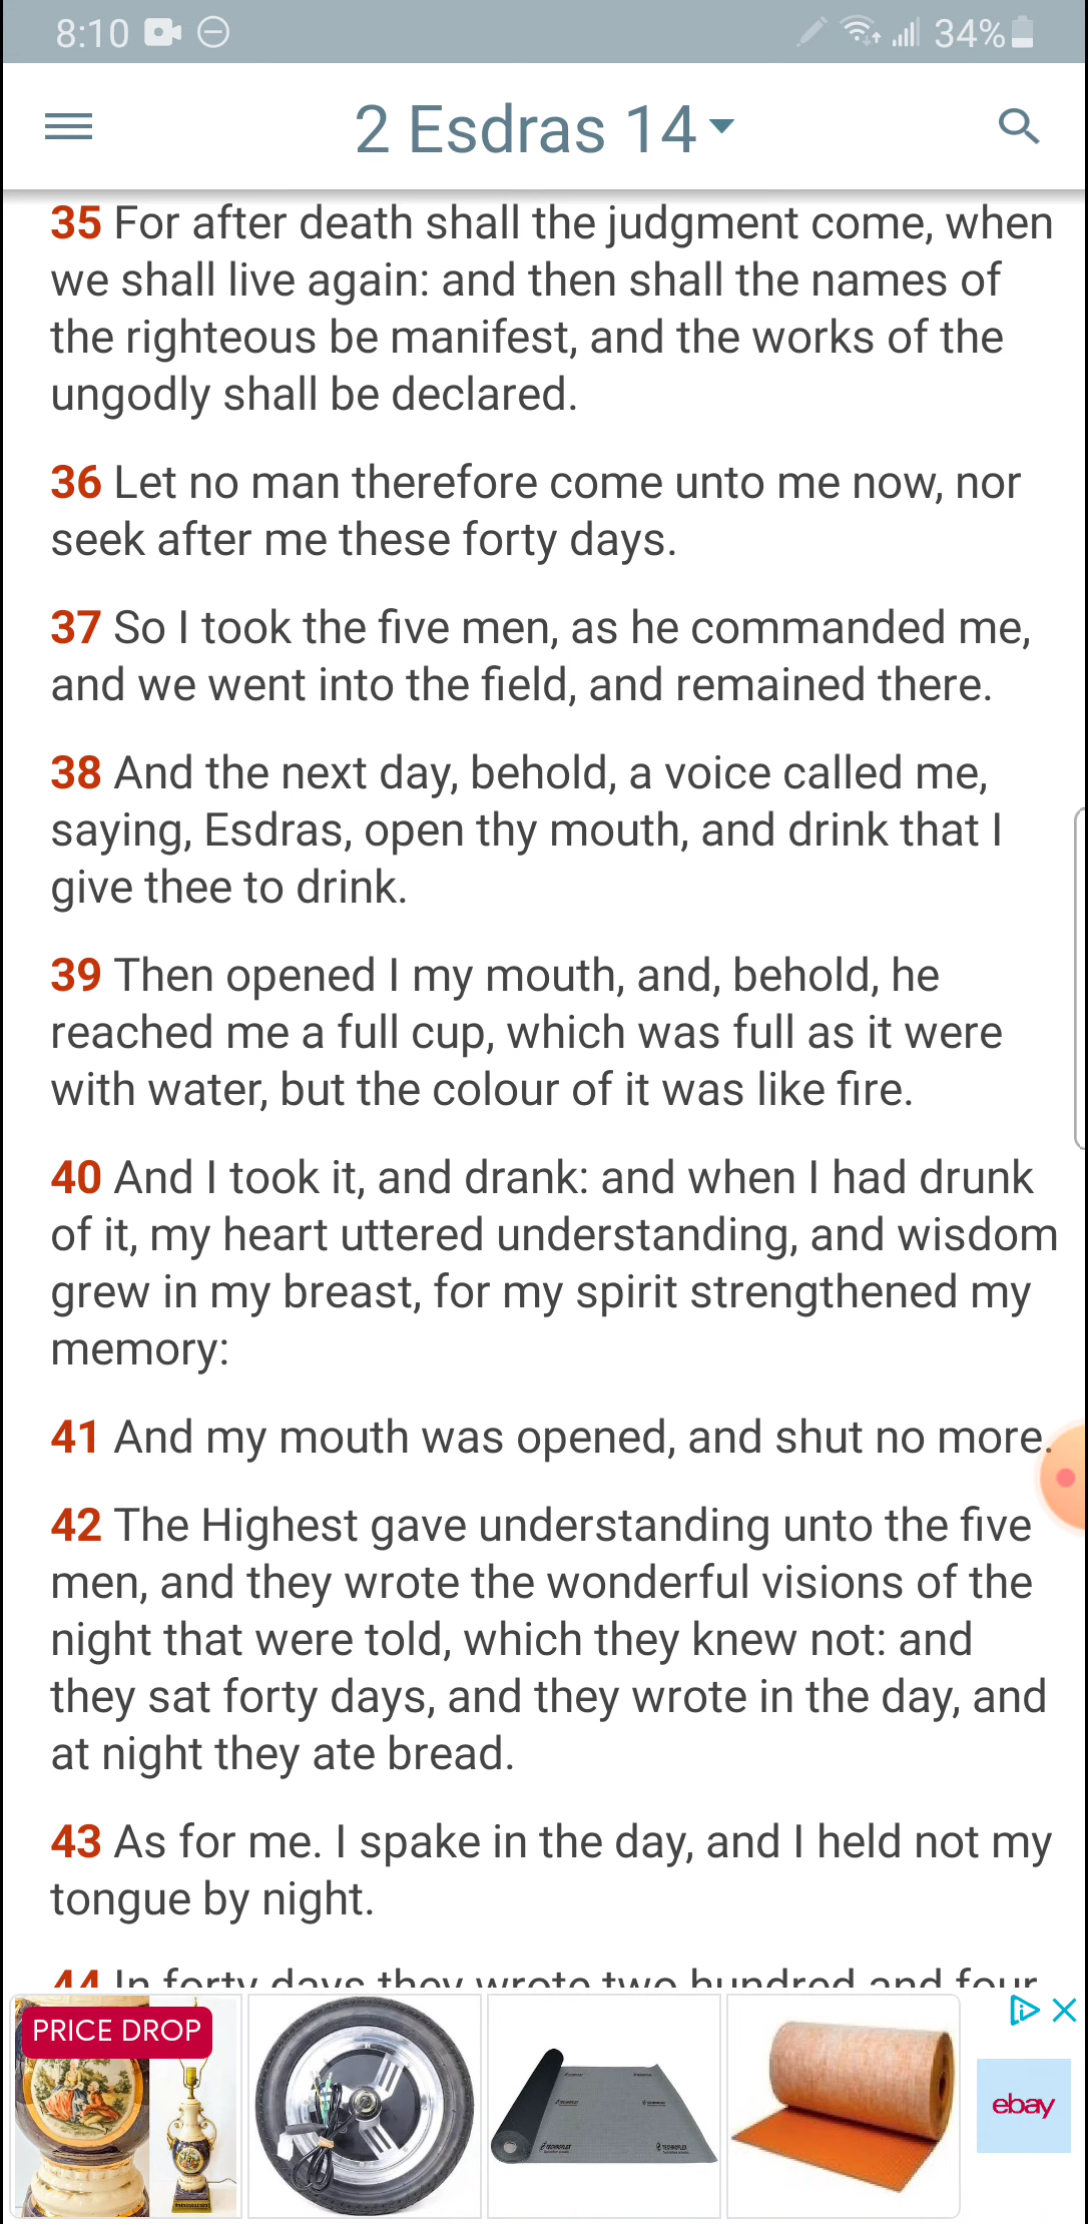 8:10 34%
2 Esdras 14
35 For after death shall the judgment come, when
we shall live again: and then shall the names of
the righteous be manifest, and the works of the
ungodly shall be declared.
36 Let no man therefore come unto me now, nor
seek after me these forty days.
37 So I took the five men, as he commanded me,
and we went into the field, and remained there.
38 And the next day, behold, a voice called me,
saying, Esdras, open thy mouth, and drink that I
give thee to drink.
39 Then opened I my mouth, and, behold, he
reached me a full cup, which was full as it were
with water, but the colour of it was like fire.
40 And I took it, and drank: and when I had drunk
of it, my heart uttered understanding, and wisdom
grew in my breast, for my spirit strengthened my
memory:
41 And my mouth was opened, and shut no more.
42 The Highest gave understanding unto the five
men, and they wrote the wonderful visions of the
night that were told, which they knew not: and
they sat forty days, and they wrote in the day, and
at night they ate bread.
43 As for me. I spake in the day, and I held not my
tongue by night.
44 In forty days they wrote two hundred and four
PRICE DROP
ebay